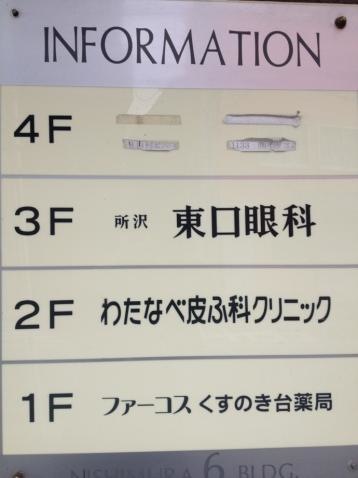 INFORMATION
4F
3F 所沢 東口眼科
2F わたなべ皮ふ科クリニック
1F ファーコスくすのき台薬局
NISHIMURA 6 BLDG.